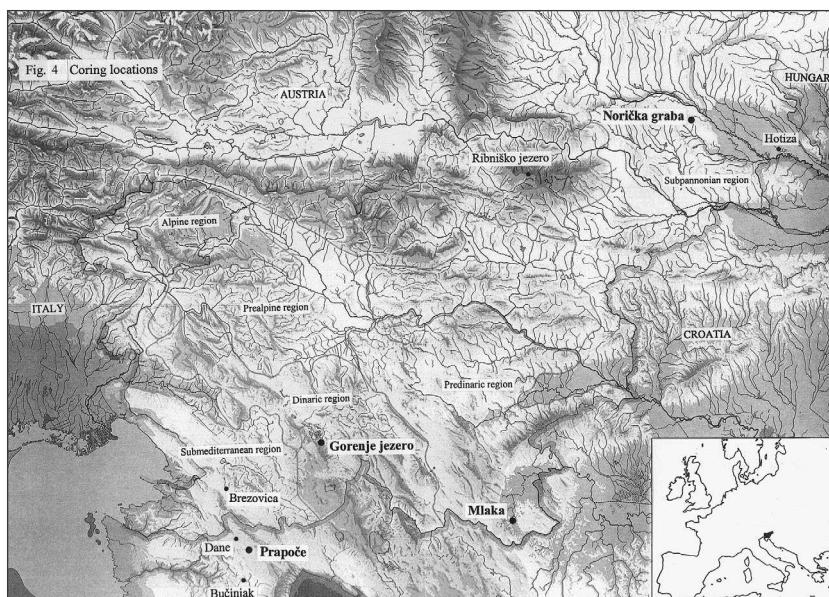 Fig. 4 Coring locations
AUSTRIA
HUNGAR
Norička graba
Hotiza
Ribniško jezero
Subpannonian region
Alpine region
ITALY
Prealpine region
CROATIA
Predinaric region
Dinaric region
Gorenje jezero
Submediterranean region
Brezovica
Mlaka
Dane
Prapoče
Bučinjak